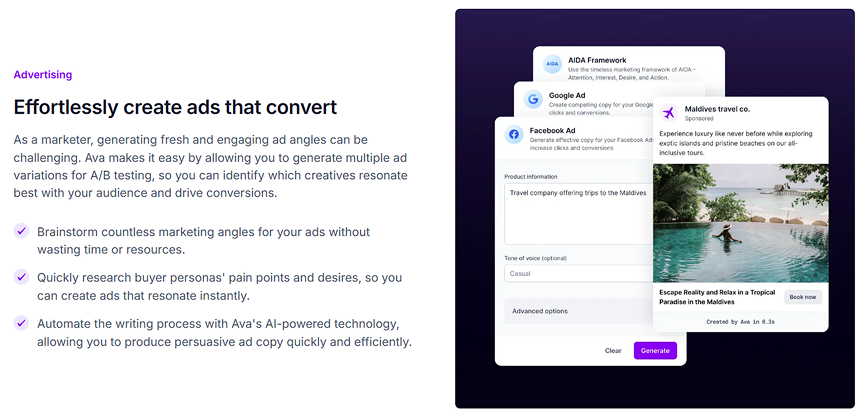 Advertising
Effortlessly create ads that convert
As a marketer, generating fresh and engaging ad angles can be
challenging. Ava makes it easy by allowing you to generate multiple ad
variations for A/B testing, so you can identify which creatives resonate
best with your audience and drive conversions.
Brainstorm countless marketing angles for your ads without
wasting time or resources.
Quickly research buyer personas' pain points and desires, so you
can create ads that resonate instantly.
Automate the writing process with Ava's AI-powered technology,
allowing you to produce persuasive ad copy quickly and efficiently.
AIDA
AIDA Framework
Use the timeless marketing framework of AIDA -
Attention, Interest, Desire, and Action.
Google Ad
Create compelling copy for your Google
clicks and conversions.
Facebook Ad
Generate effective copy for your Facebook Ads
increase clicks and conversions
Product information
Travel company offering trips to the Maldives
Tone of voice (optional)
Casual
Advanced options
Clear
Generate
Maldives travel co.
Sponsored
Experience luxury like never before while exploring
exotic islands and pristine beaches on our all-
inclusive tours.
Escape Reality and Relax in a Tropical
Paradise in the Maldives
Book now
Created by Ava in 0.3s